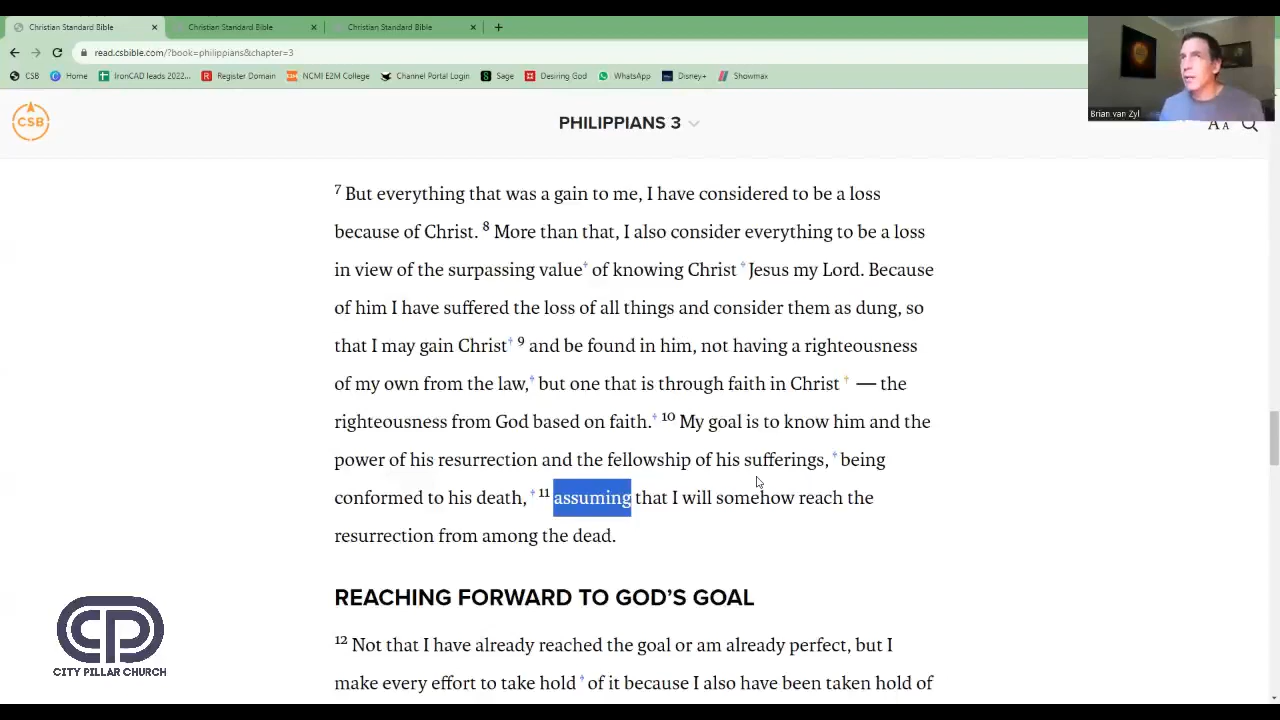 Christian Standard Bible × Christian Standard Bible × Christian Standard Bible × +
read.csbible.com/?book=philippians&chapter=3
CSB Home IronCAD leads 2022... Register Domain NCMI E2M College Channel Portal Login Sage Desiring God WhatsApp Disney+ Showmax
Brian van Zyl
CSB
PHILIPPIANS 3
AA
7 But everything that was a gain to me, I have considered to be a loss
because of Christ. 8 More than that, I also consider everything to be a loss
in view of the surpassing value of knowing Christ Jesus my Lord. Because
of him I have suffered the loss of all things and consider them as dung, so
that I may gain Christ 9 and be found in him, not having a righteousness
of my own from the law, but one that is through faith in Christ — the
righteousness from God based on faith. 10 My goal is to know him and the
power of his resurrection and the fellowship of his sufferings, being
conformed to his death, 11 assuming that I will somehow reach the
resurrection from among the dead.
REACHING FORWARD TO GOD'S GOAL
12 Not that I have already reached the goal or am already perfect, but I
make every effort to take hold of it because I also have been taken hold of
CP
CITY PILLAR CHURCH